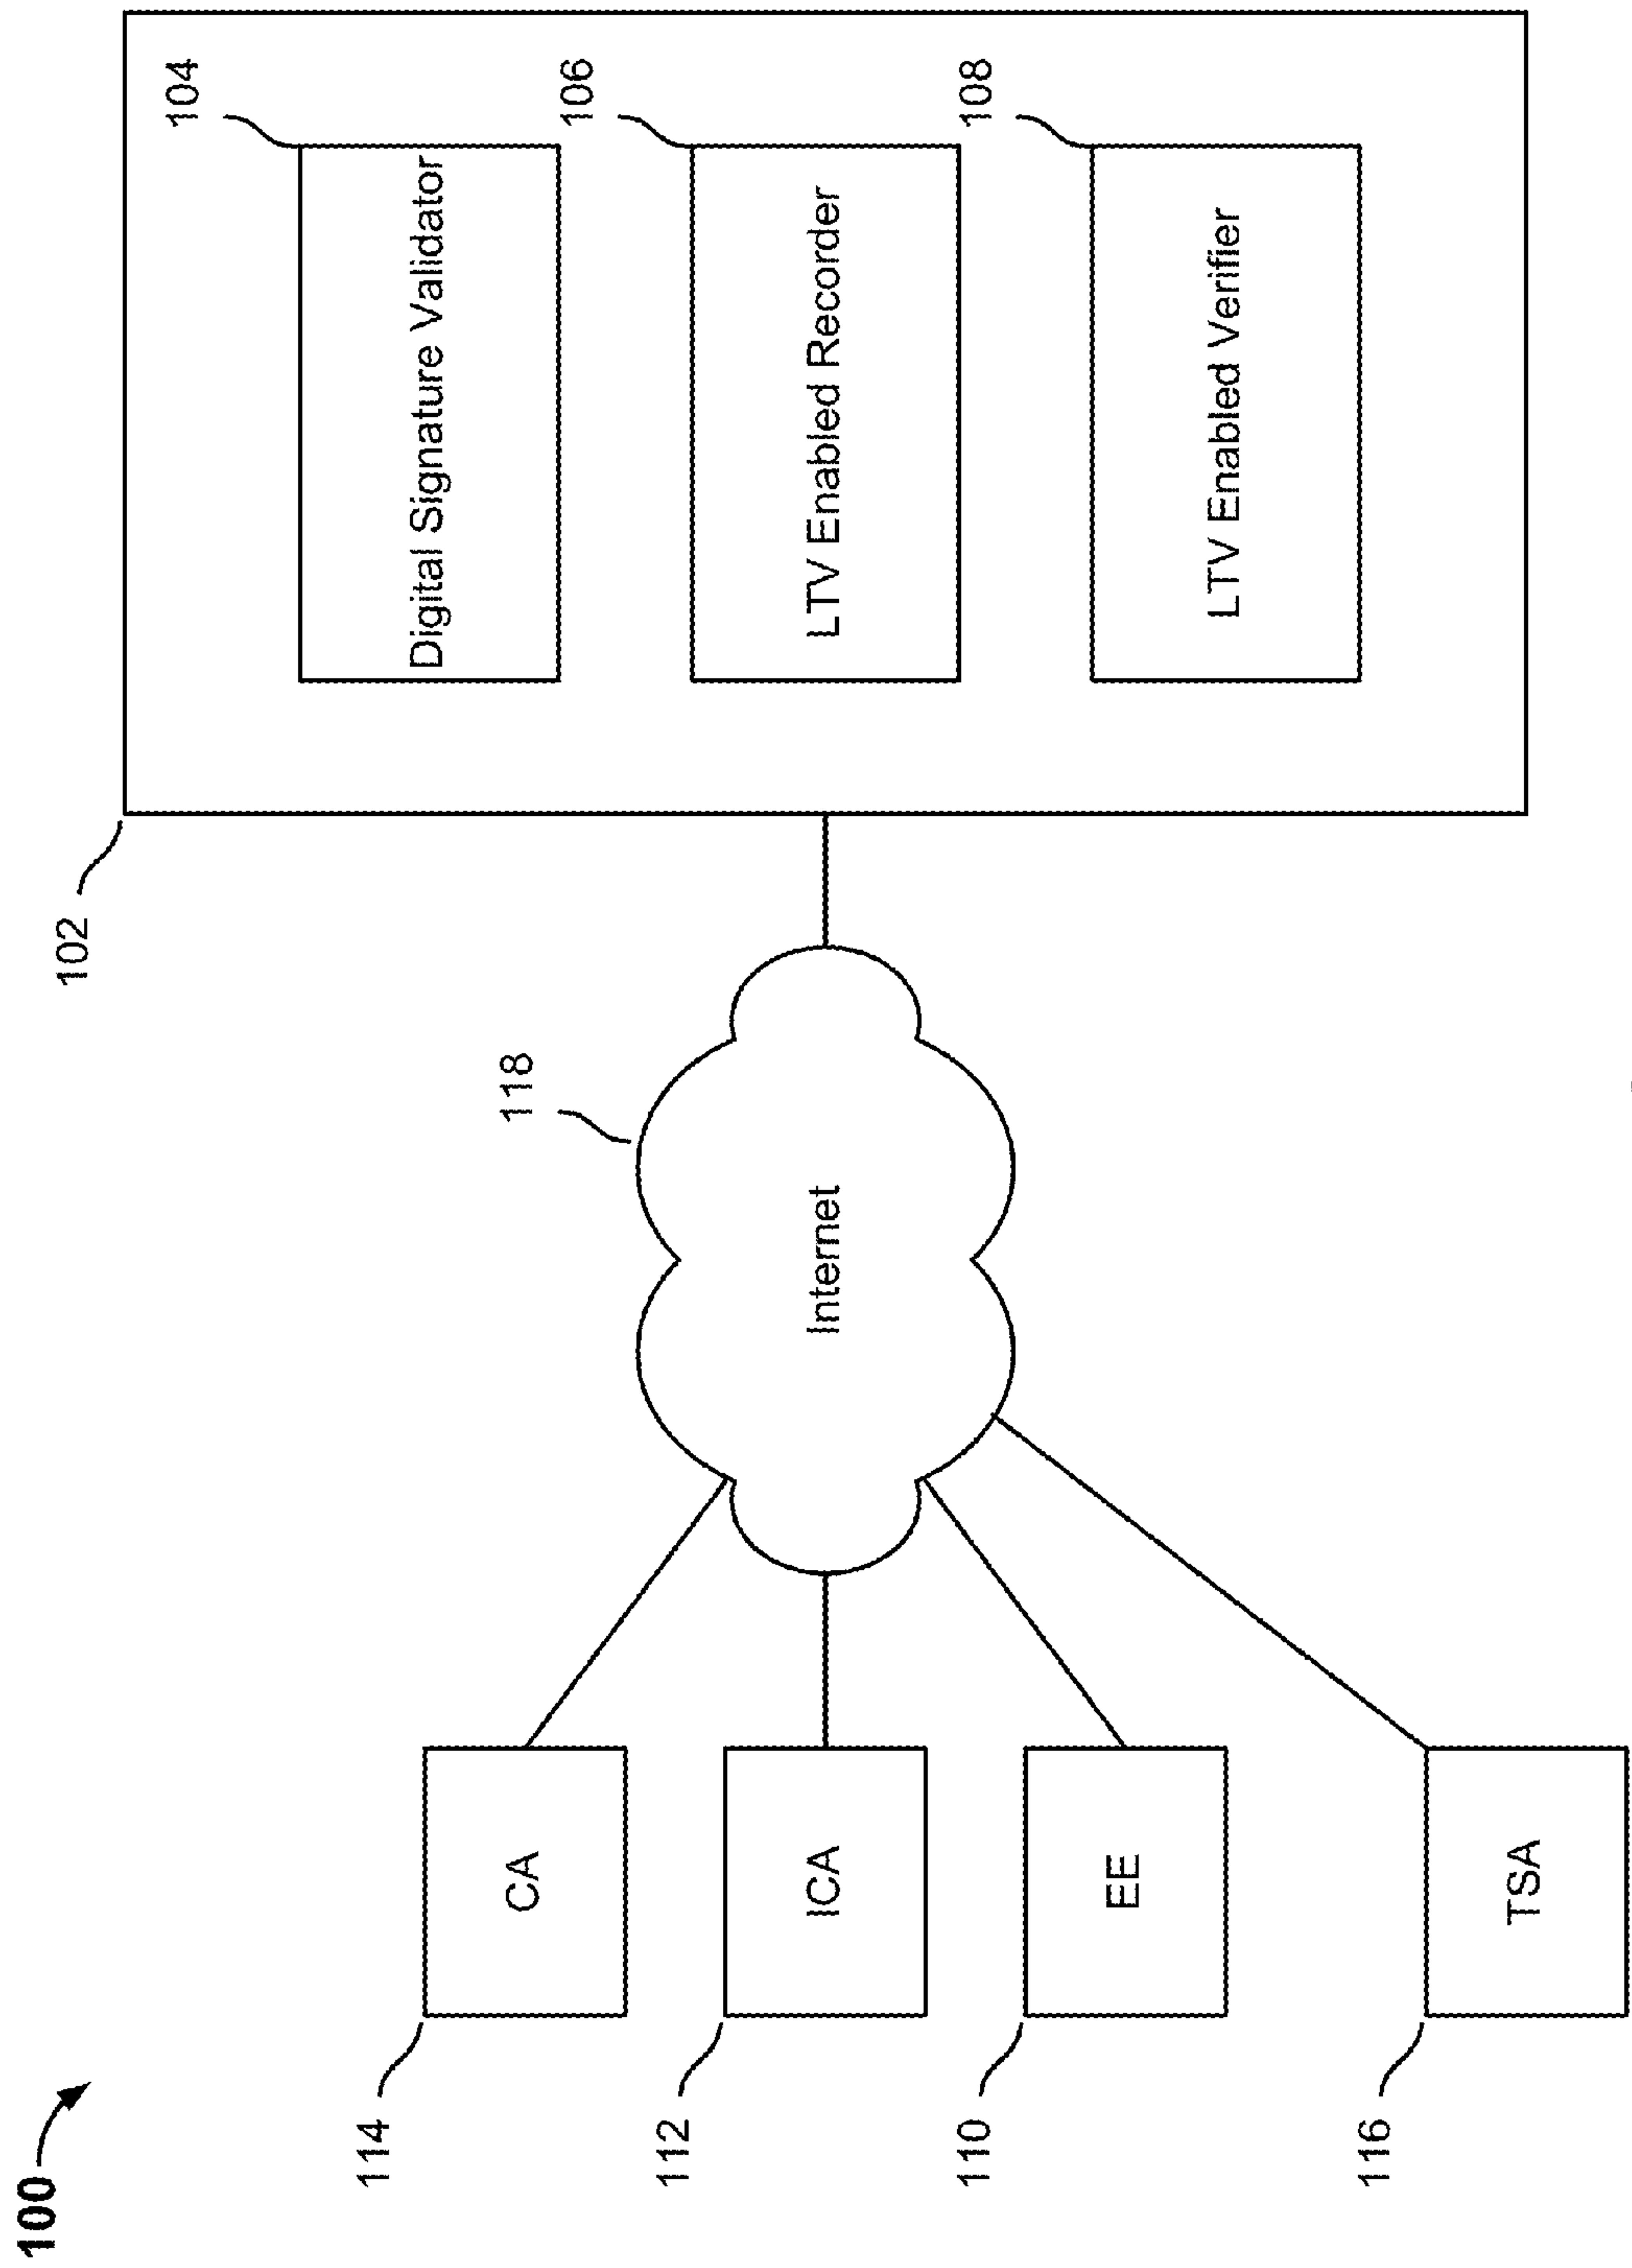 100
102
104
Digital Signature Validator
106
LTV Enabled Recorder
108
LTV Enabled Verifier
118
Internet
114
CA
112
ICA
110
EE
116
TSA